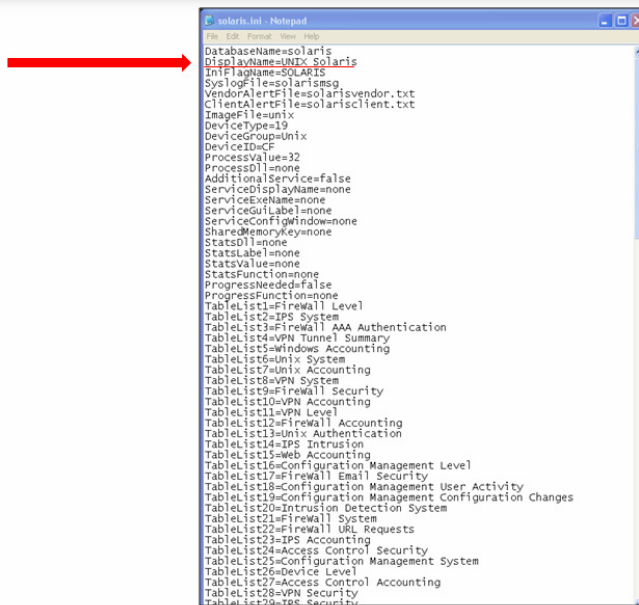 solaris.ini - Notepad
File Edit Format View Help
DatabaseName=solaris
DisplayName=UNIX Solaris
IniFlagName=SOLARIS
SyslogFile=solarismsg
VendorAlertFile=solarisvendor.txt
ClientAlertFile=solarisclient.txt
ImageFile=unix
DeviceType=19
DeviceGroup=Unix
DeviceID=CF
ProcessValue=32
ProcessDll=none
AdditionalService=false
ServiceDisplayName=none
ServiceExeName=none
ServiceGuiLabel=none
ServiceConfigWindow=none
SharedMemoryKey=none
StatsDll=none
StatsLabel=none
StatsValue=none
StatsFunction=none
ProgressNeeded=false
ProgressFunction=none
TableList1=FireWall Level
TableList2=IPS System
TableList3=FireWall AAA Authentication
TableList4=VPN Tunnel Summary
TableList5=Windows Accounting
TableList6=Unix System
TableList7=Unix Accounting
TableList8=VPN System
TableList9=FireWall Security
TableList10=VPN Accounting
TableList11=VPN Level
TableList12=FireWall Accounting
TableList13=Unix Authentication
TableList14=IPS Intrusion
TableList15=Web Accounting
TableList16=Configuration Management Level
TableList17=FireWall Email Security
TableList18=Configuration Management User Activity
TableList19=Configuration Management Configuration Changes
TableList20=Intrusion Detection System
TableList21=FireWall System
TableList22=FireWall URL Requests
TableList23=IPS Accounting
TableList24=Access Control Security
TableList25=Configuration Management System
TableList26=Device Level
TableList27=Access Control Accounting
TableList28=VPN Security
TableList29=IPS Security